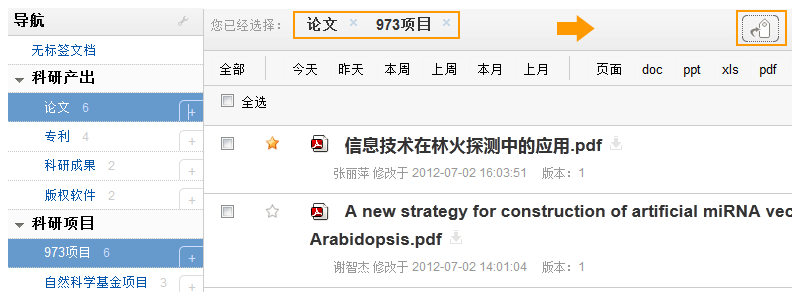 导航
无标签文档
科研产出
论文 6
专利 4
科研成果 2
版权软件 2
科研项目
973项目 6
自然科学基金项目 3
您已经选择： 论文 × 973项目 ×
全部 今天 昨天 本周 上周 本月 上月 页面 doc ppt xls pdf
全选
信息技术在林火探测中的应用.pdf
张丽萍 修改于 2012-07-02 16:03:51 版本：1
A new strategy for construction of artificial miRNA vec
Arabidopsis.pdf
谢智杰 修改于 2012-07-02 14:01:04 版本：1